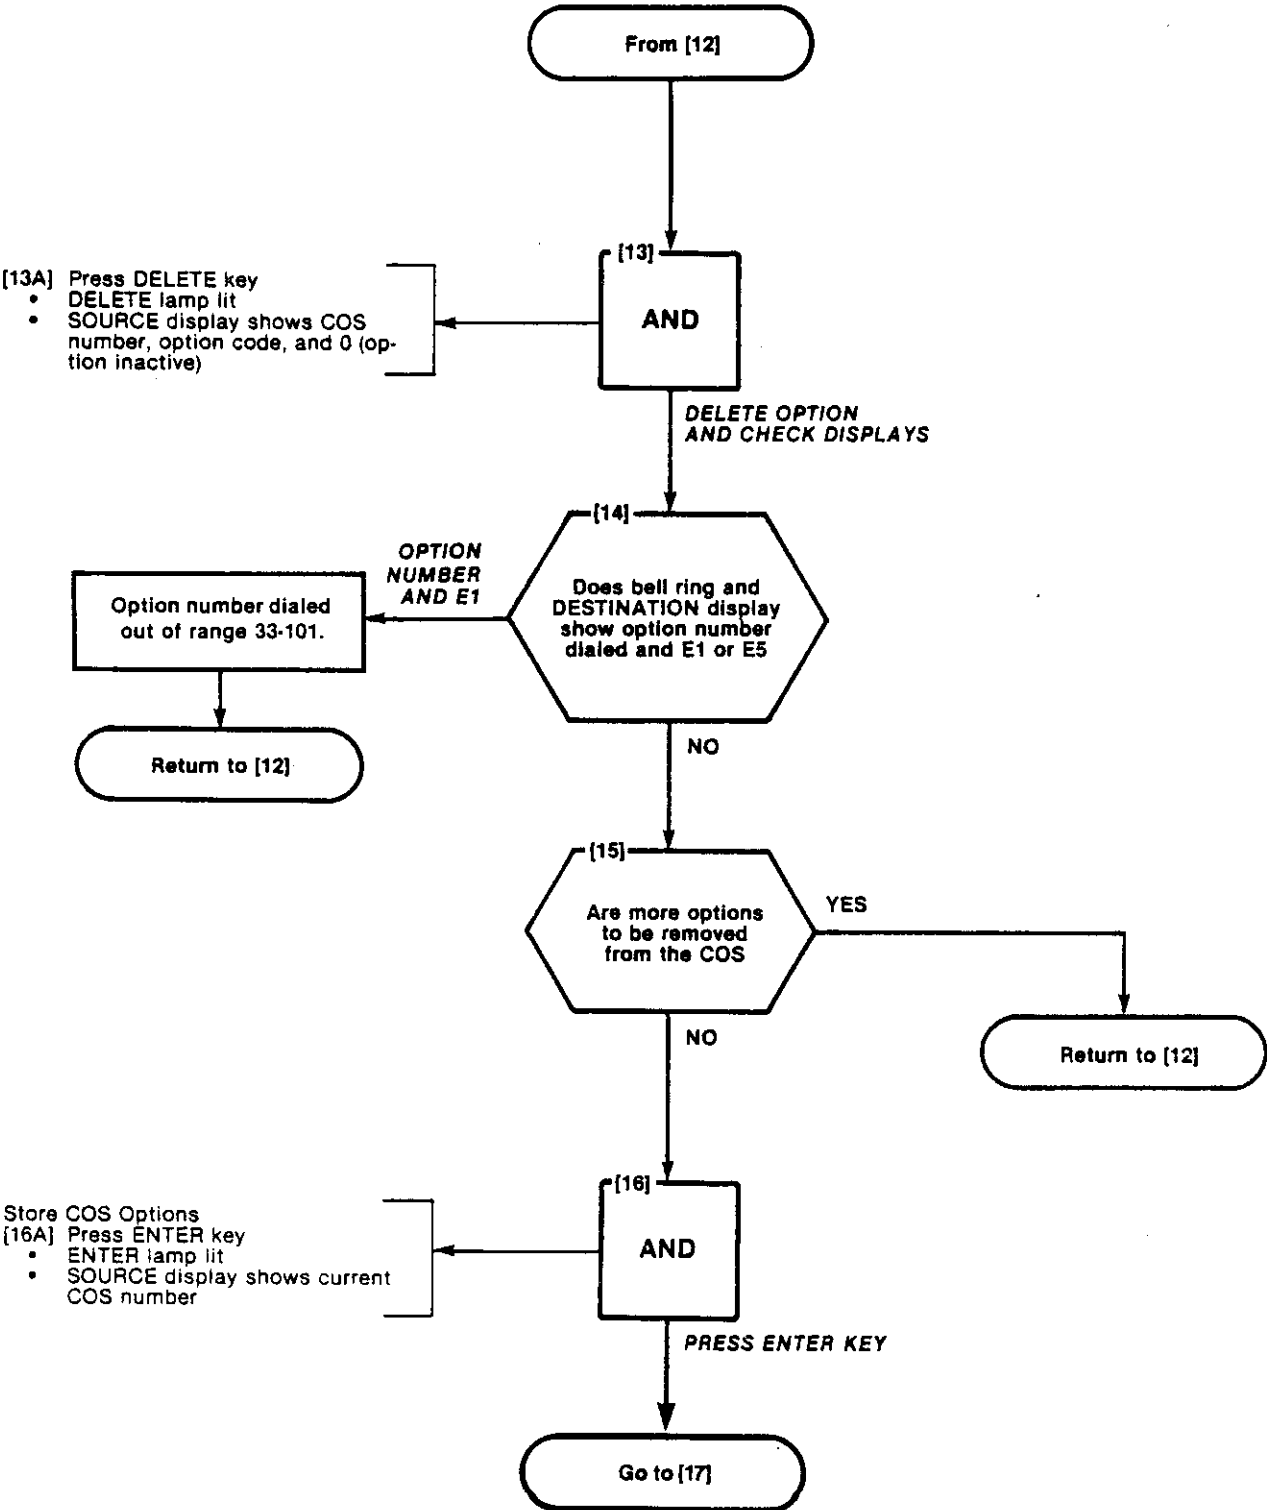 From [12]
[13]
AND
[13A] Press DELETE key
• DELETE lamp lit
• SOURCE display shows COS
number, option code, and 0 (op-
tion inactive)
DELETE OPTION
AND CHECK DISPLAYS
[14]
Does bell ring and
DESTINATION display
show option number
dialed and E1 or E5
OPTION
NUMBER
AND E1
Option number dialed
out of range 33-101.
Return to [12]
NO
[15]
Are more options
to be removed
from the COS
YES
Return to [12]
NO
[16]
AND
Store COS Options
[16A] Press ENTER key
• ENTER lamp lit
• SOURCE display shows current
COS number
PRESS ENTER KEY
Go to [17]